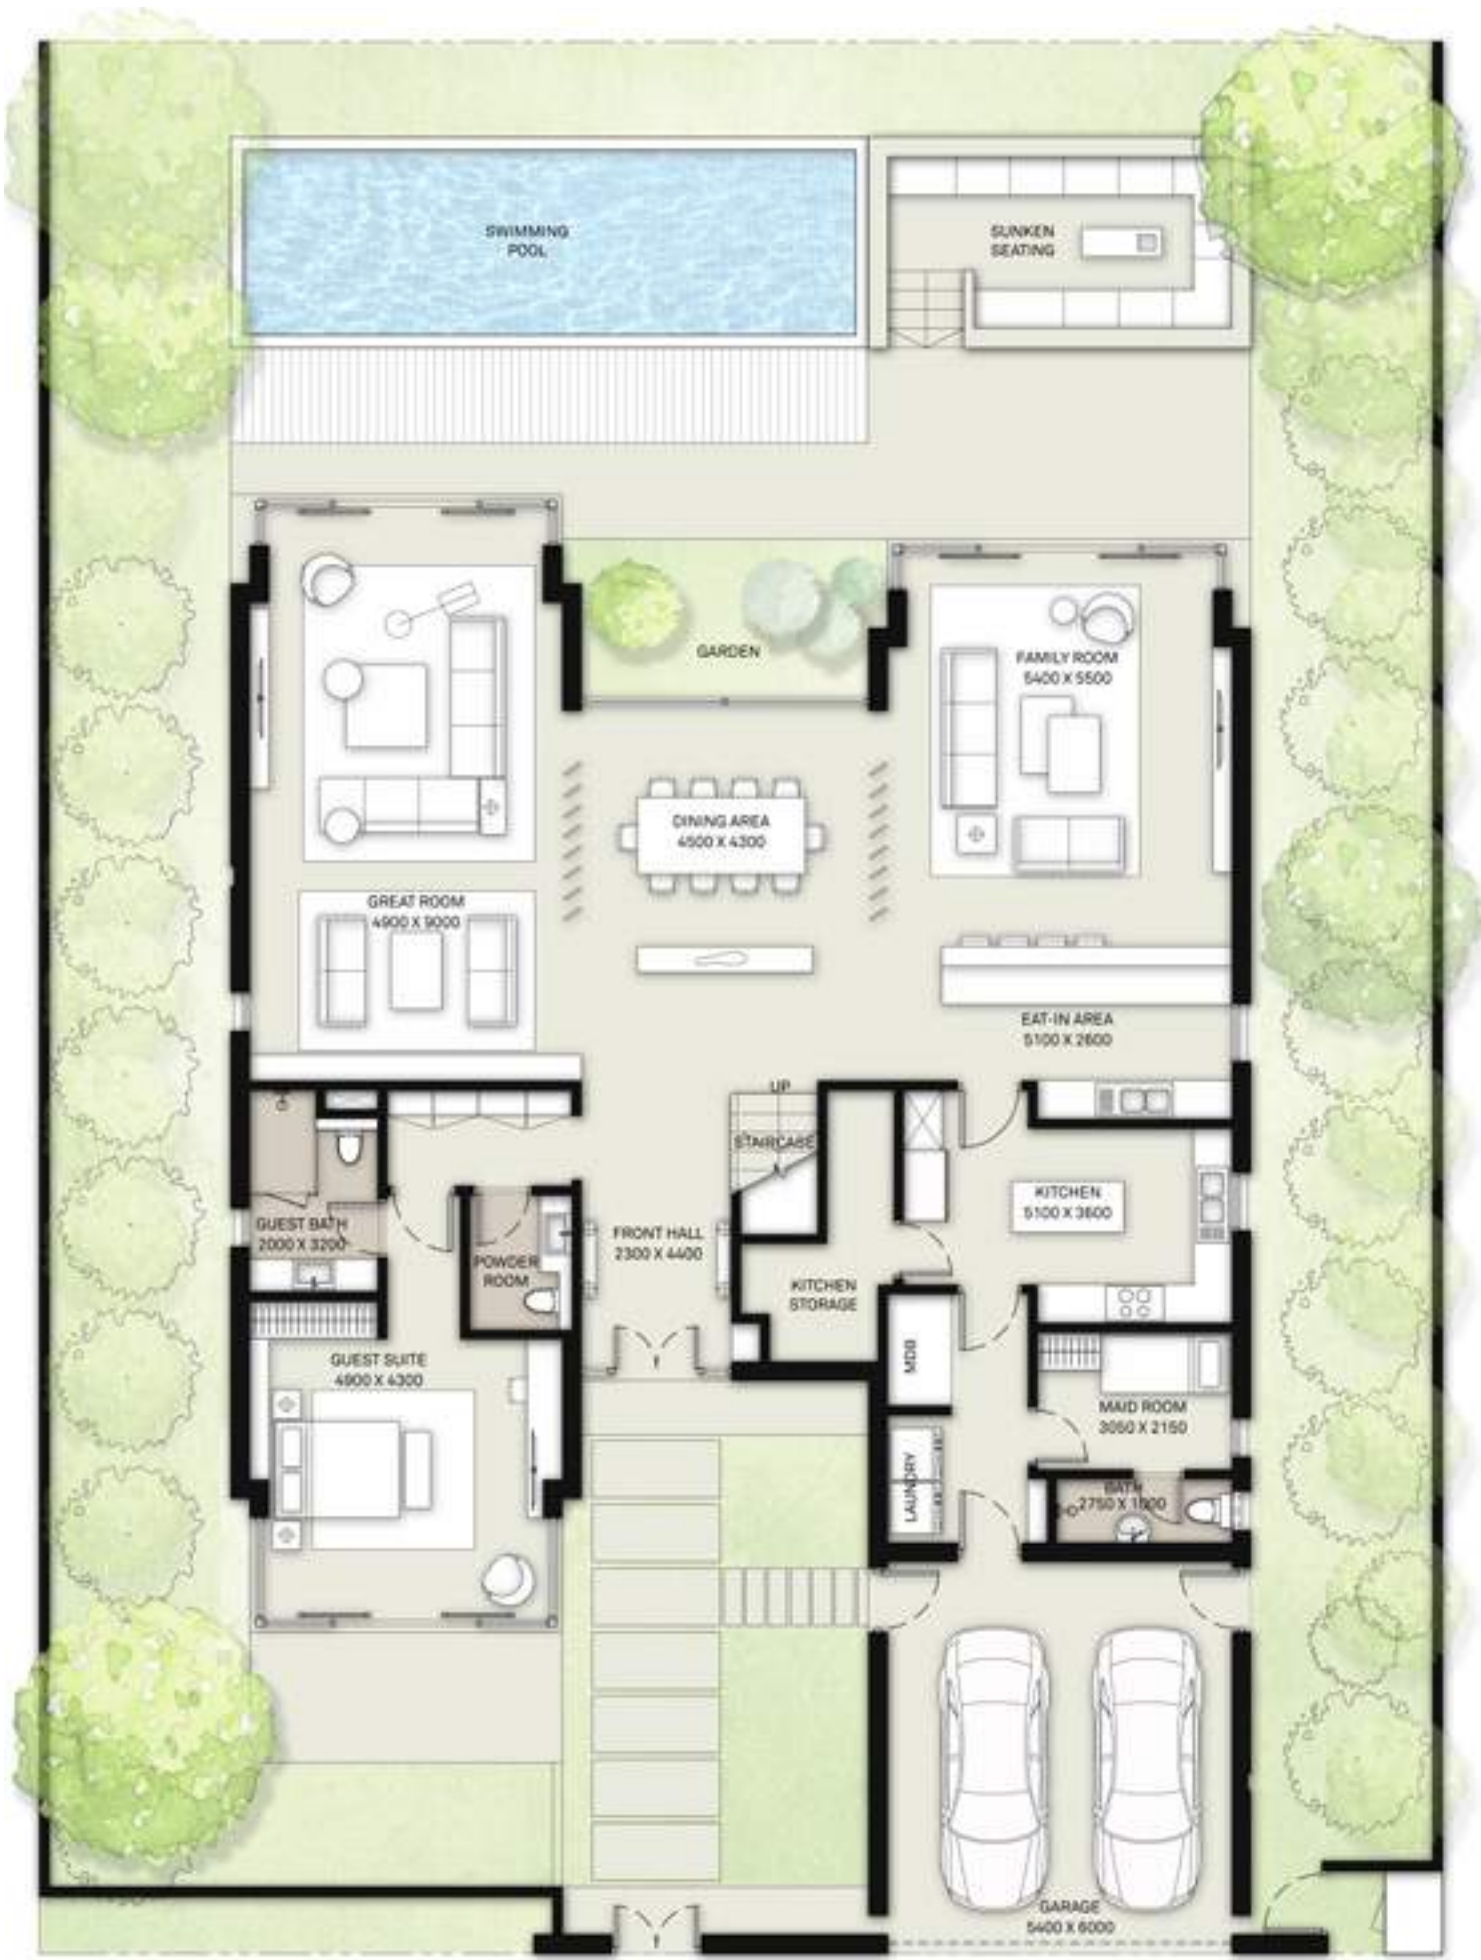 SWIMMING
POOL
SUNKEN
SEATING
GARDEN
FAMILY ROOM
5400 X 5500
DINING AREA
4500 X 4300
GREAT ROOM
4900 X 9000
EAT-IN AREA
5100 X 2600
UP
STAIRCASE
KITCHEN
5100 X 3600
GUEST BATH
2000 X 3200
POWDER
ROOM
FRONT HALL
2300 X 4400
KITCHEN
STORAGE
MDB
GUEST SUITE
4900 X 4300
MAID ROOM
3050 X 2150
LAUNDRY
BATH
2750 X 1000
GARAGE
5400 X 6000